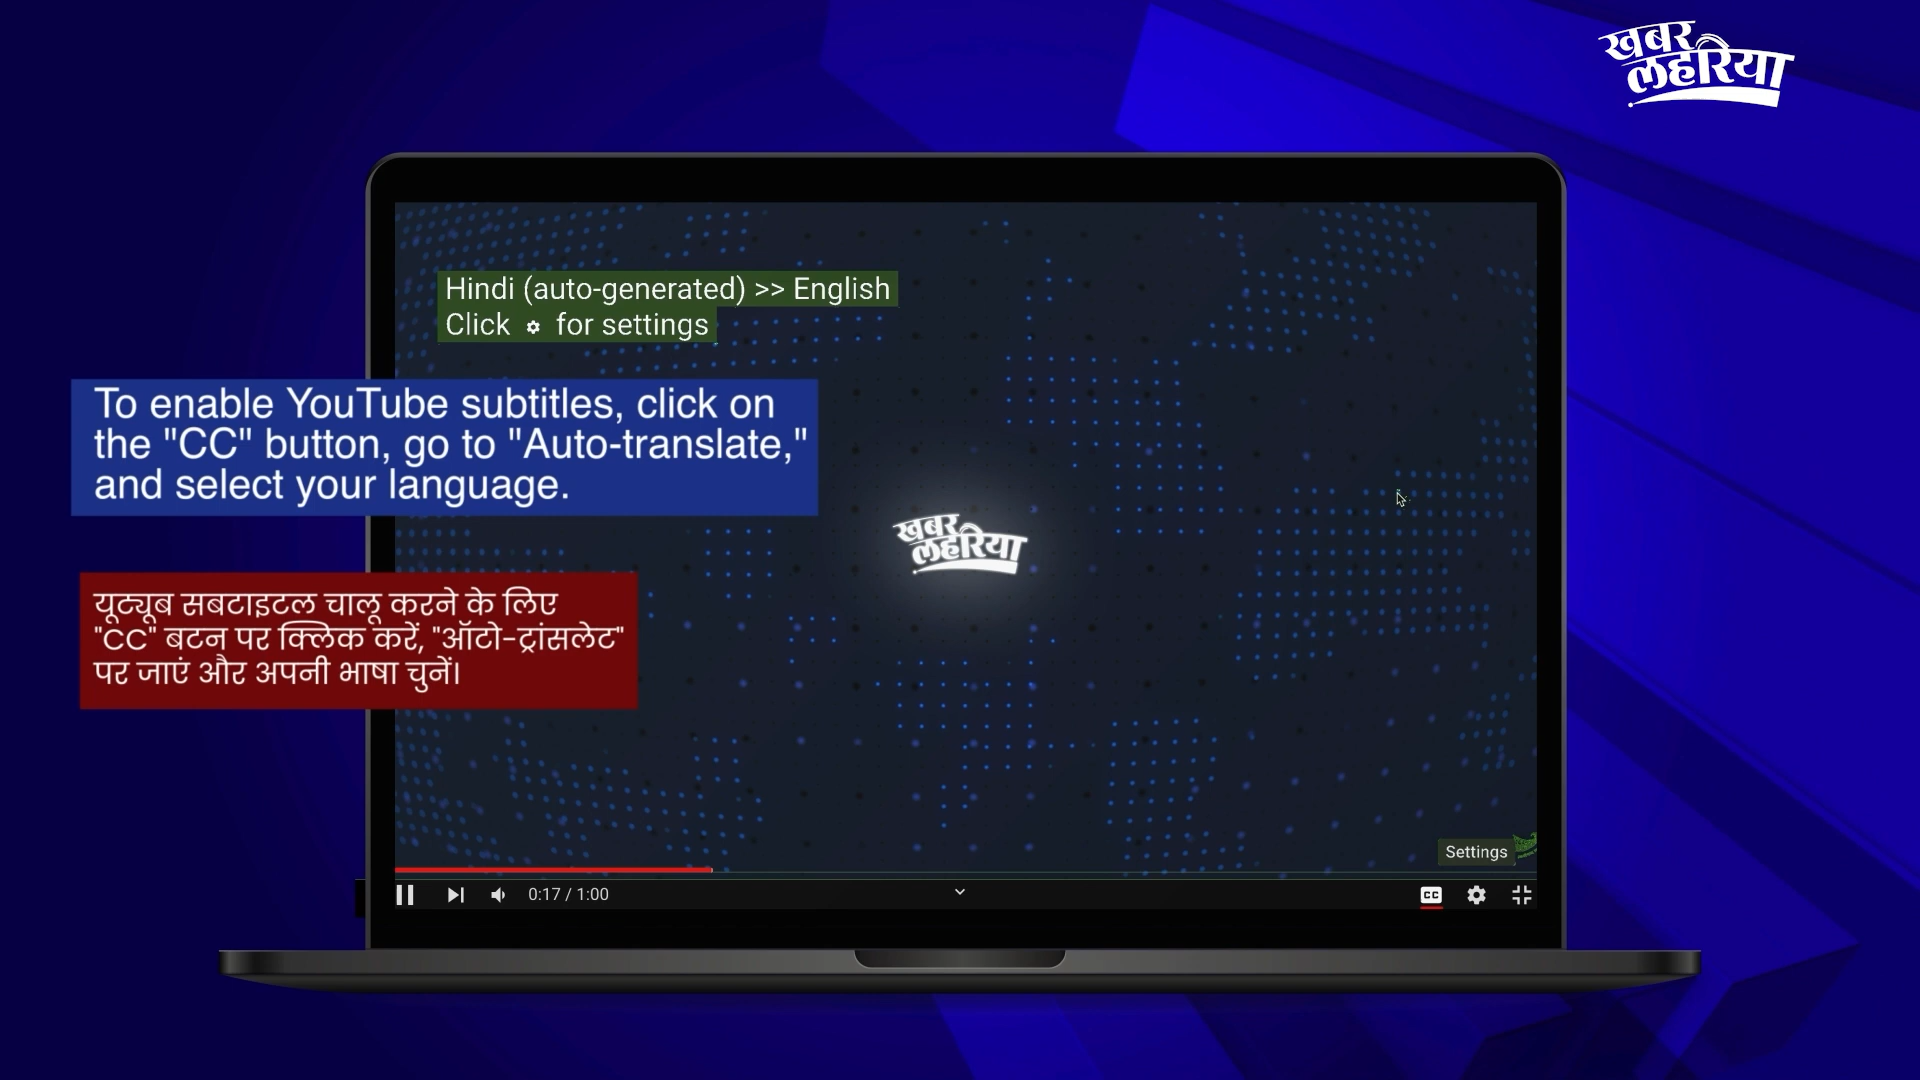 खबर
लहरिया
Hindi (auto-generated) >> English
Click for settings
To enable YouTube subtitles, click on
the "CC" button, go to "Auto-translate,"
and select your language.
खबर
लहरिया
यूट्यूब सबटाइटल चालू करने के लिए
"CC" बटन पर क्लिक करें, "ऑटो-ट्रांसलेट"
पर जाएं और अपनी भाषा चुनें।
Settings
0:17 / 1:00
CC